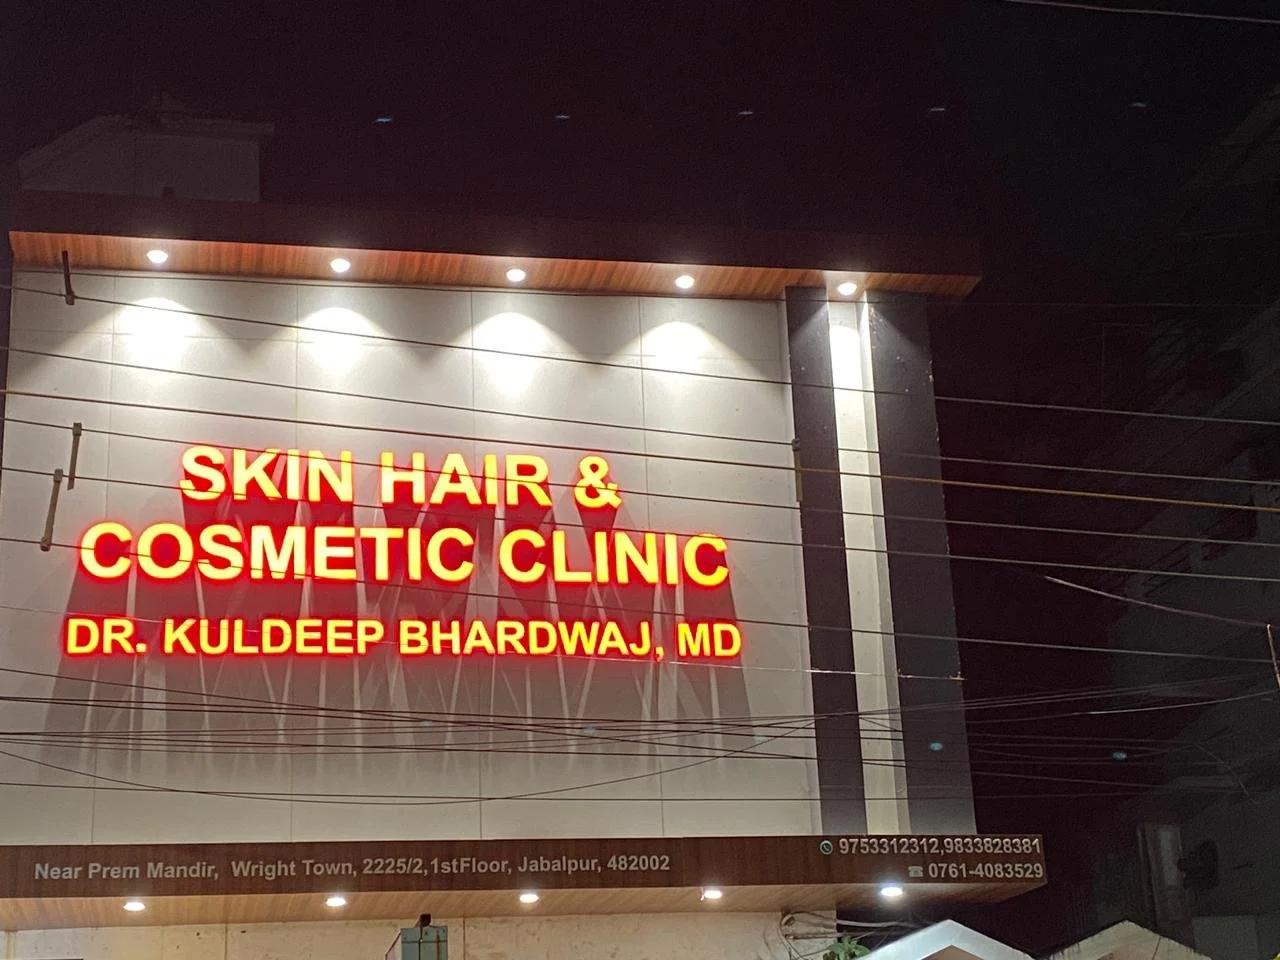 SKIN HAIR &
COSMETIC CLINIC
DR. KULDEEP BHARDWAJ, MD
Near Prem Mandir, Wright Town, 2225/2,1stFloor, Jabalpur, 482002
9753312312,9833828381
0761-4083529